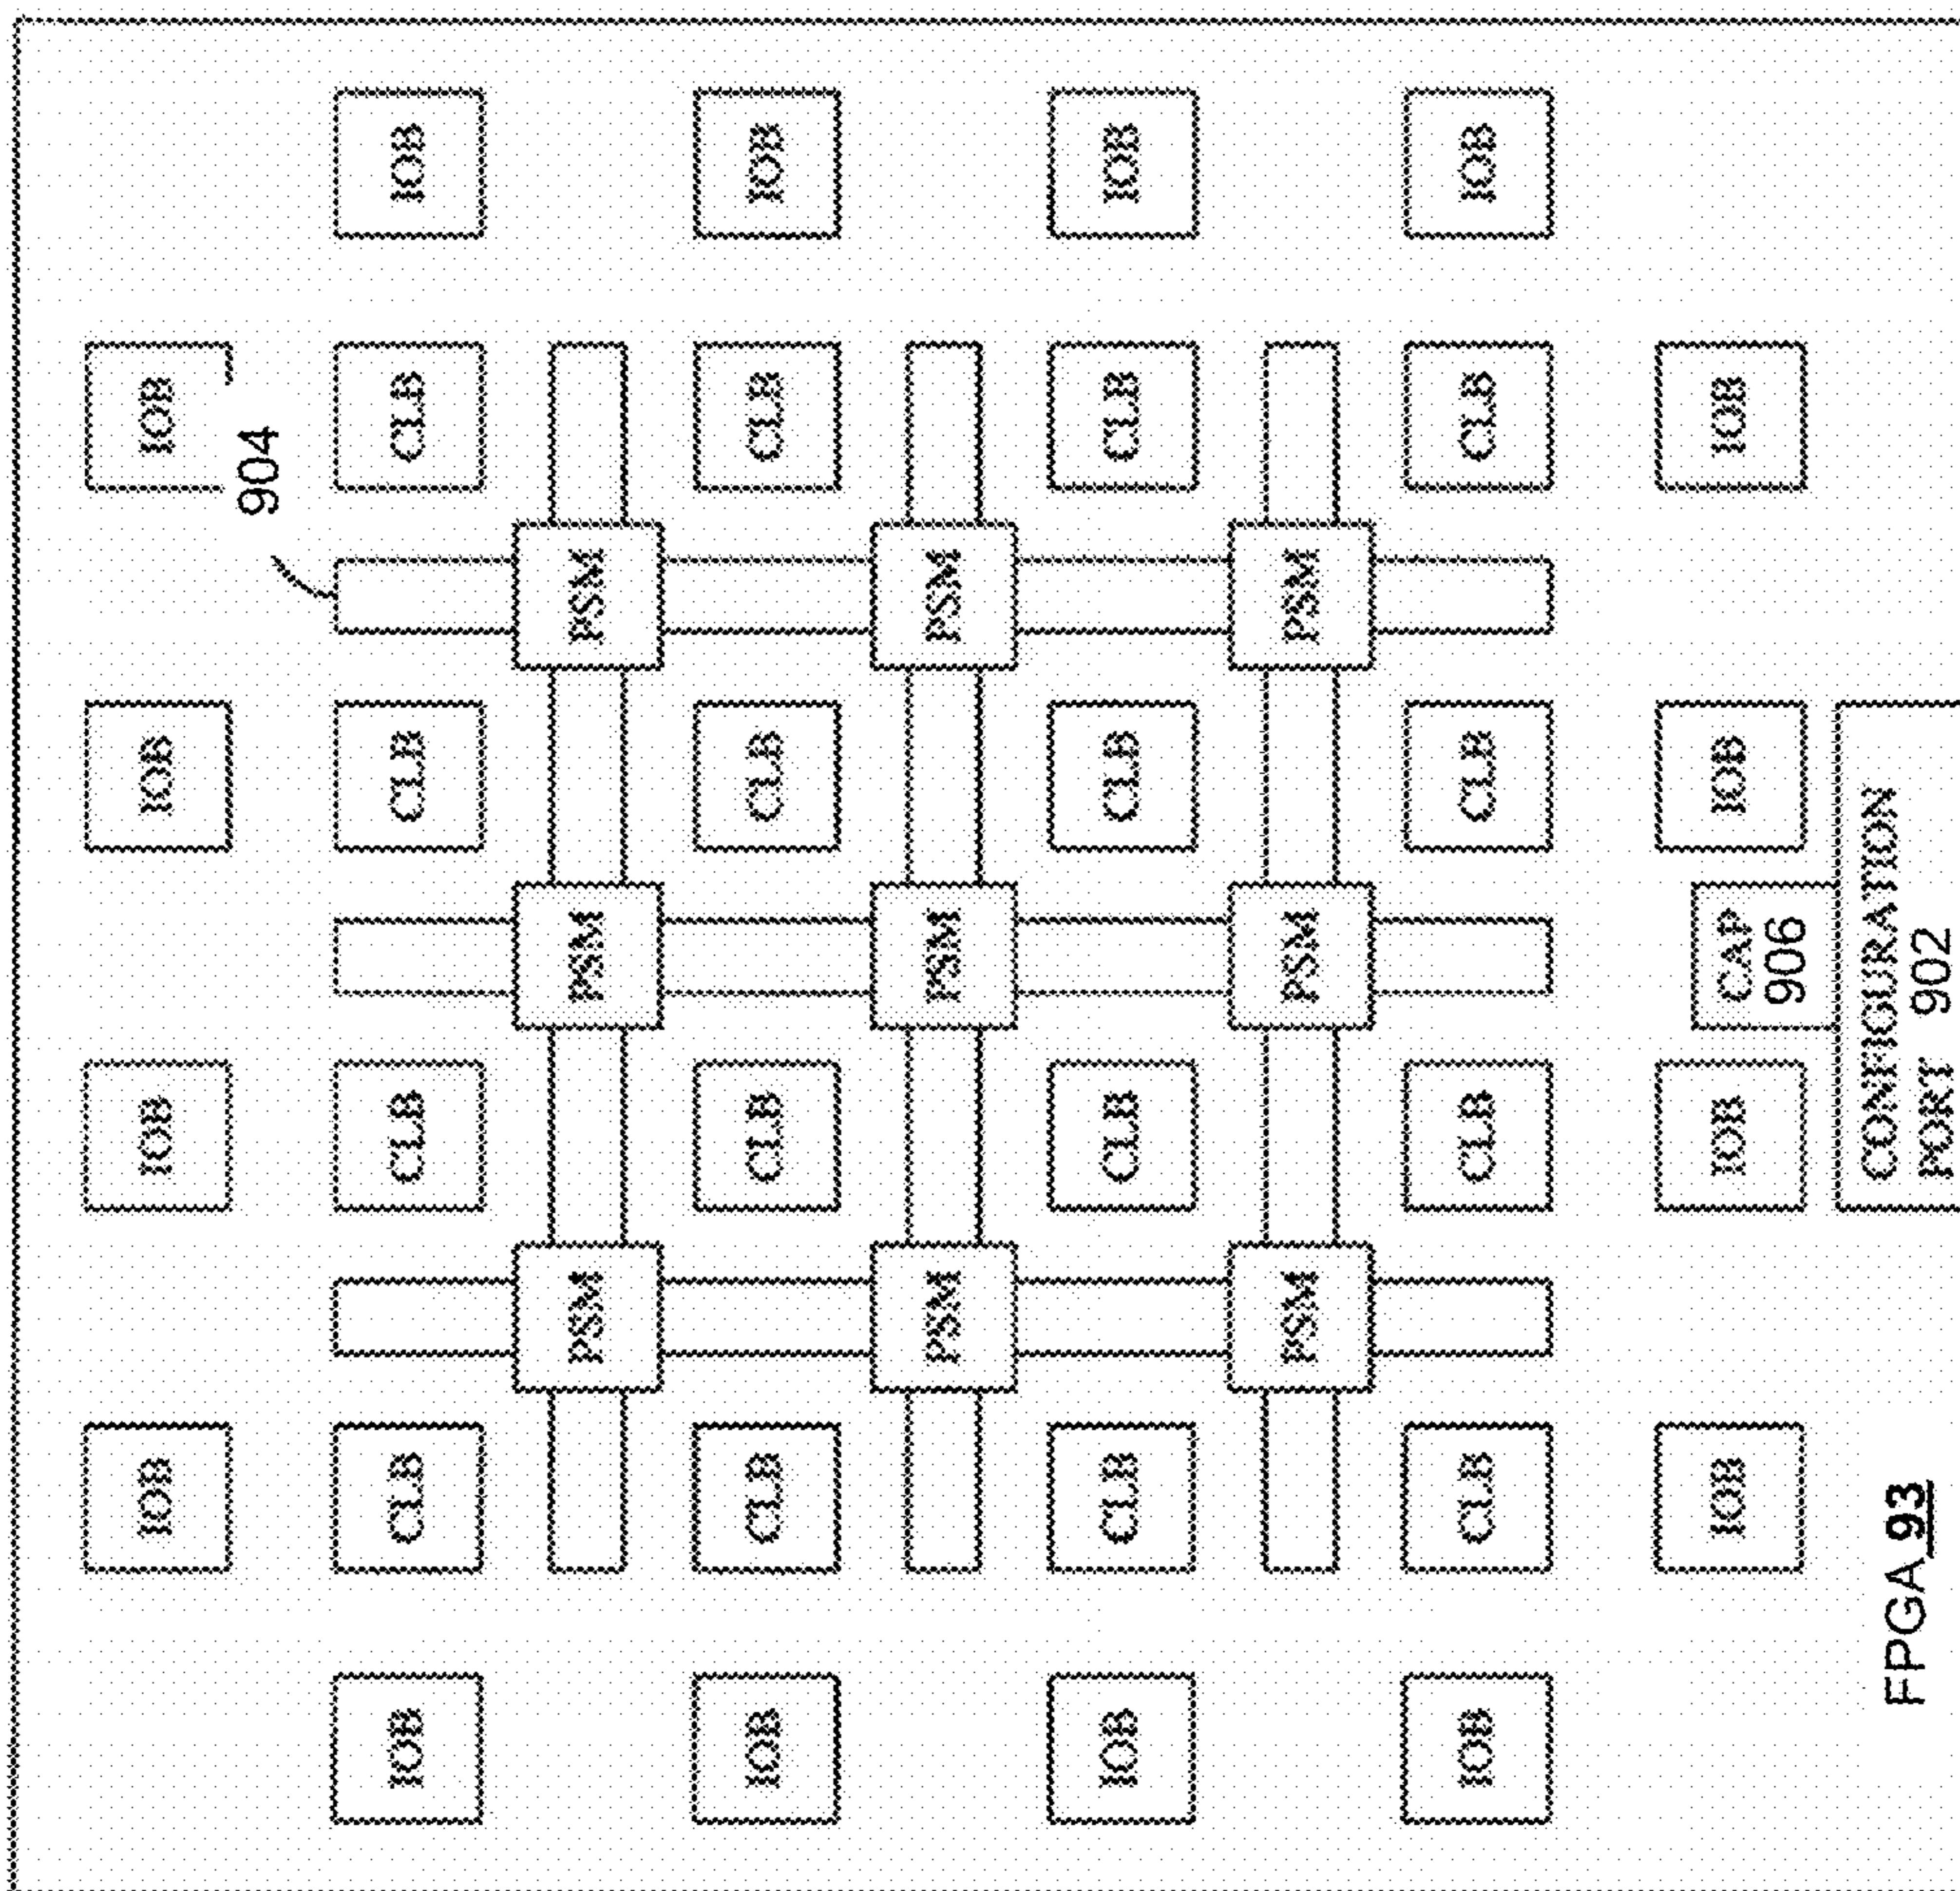 IOB IOB IOB IOB
904
IOB CLB CLB CLB CLB IOB
PSM PSM PSM
IOB CLB CLB CLB CLB IOB
PSM PSM PSM
IOB CLB CLB CLB CLB IOB
PSM PSM PSM
IOB CLB CLB CLB CLB IOB
IOB IOB CAP IOB IOB
906
CONFIGURATION
PORT 902
FPGA 93